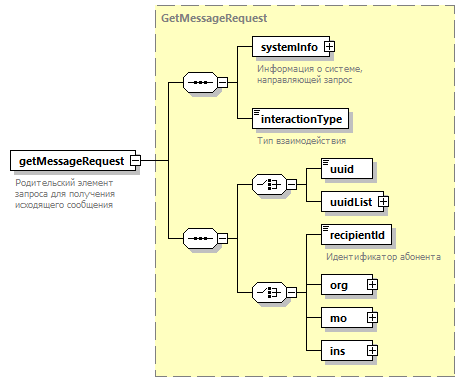 GetMessageRequest
systemInfo
Информация о системе,
направляющей запрос
interactionType
Тип взаимодействия
getMessageRequest
Родительский элемент
запроса для получения
исходящего сообщения
uuid
uuidList
recipientId
Идентификатор абонента
org
mo
ins